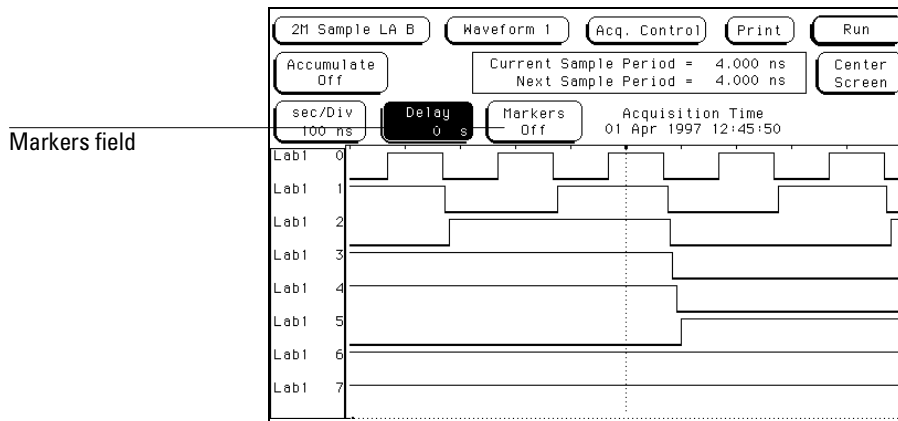 2M Sample LA B
Waveform 1
Acq. Control
Print
Run
Accumulate
Off
Current Sample Period = 4.000 ns
Next Sample Period = 4.000 ns
Center
Screen
sec/Div
100 ns
Delay
0 s
Markers
Off
Acquisition Time
01 Apr 1997 12:45:50
Markers field
Lab1 0
Lab1 1
Lab1 2
Lab1 3
Lab1 4
Lab1 5
Lab1 6
Lab1 7